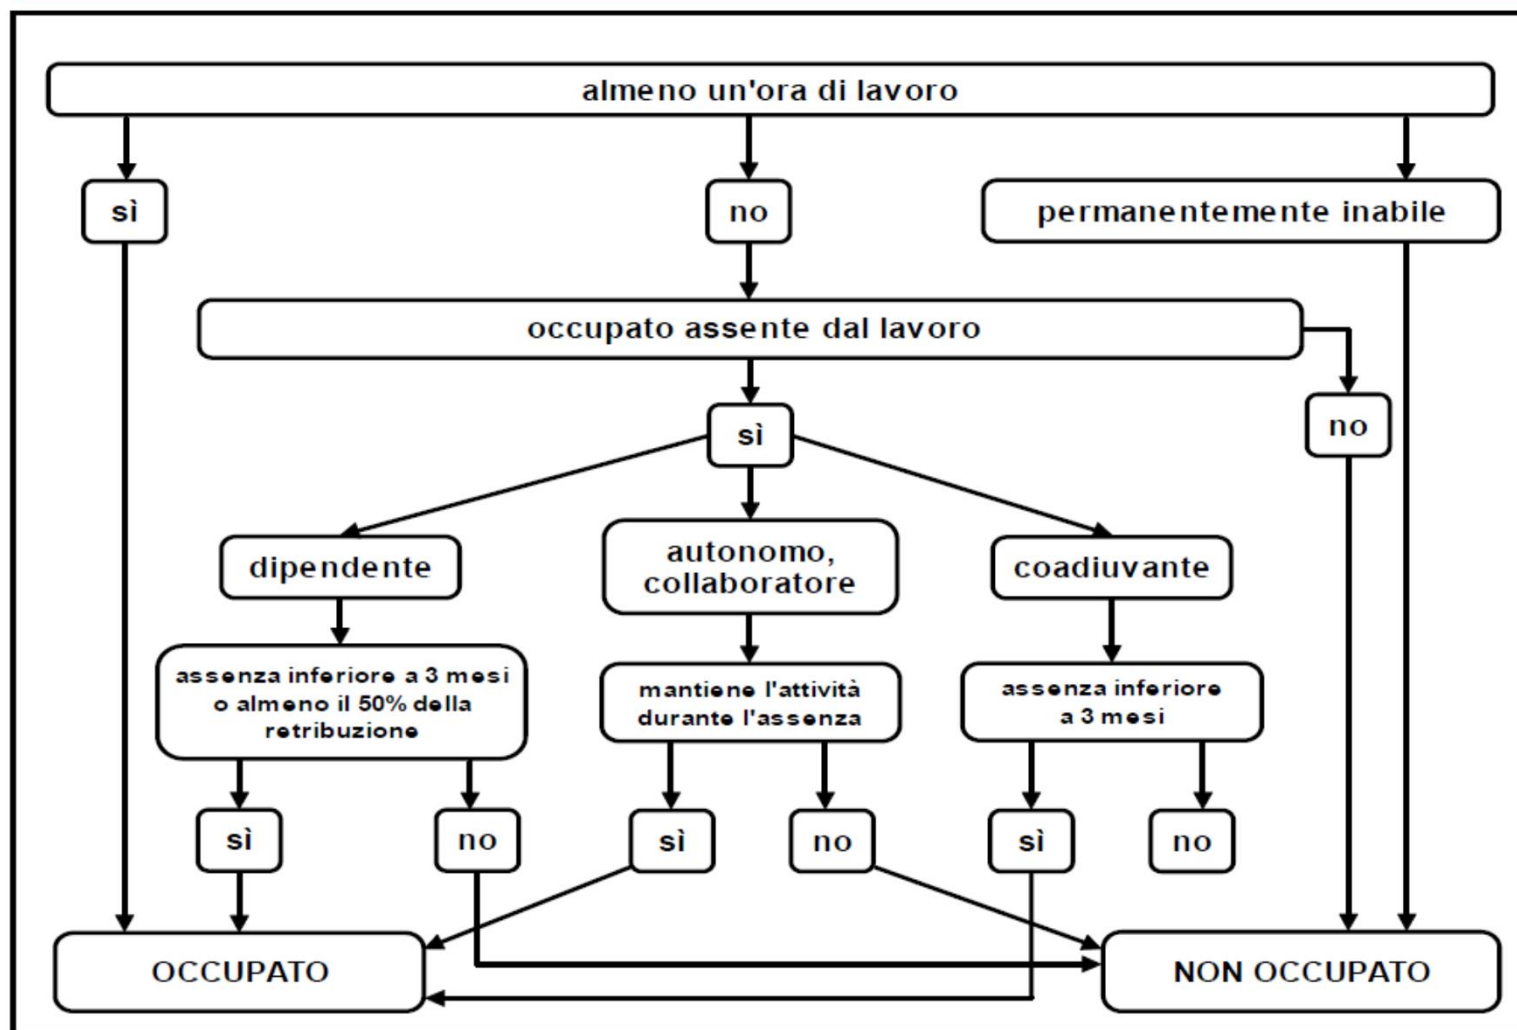 almeno un'ora di lavoro
sì
no
permanentemente inabile
occupato assente dal lavoro
no
sì
dipendente
autonomo,
collaboratore
coadiuvante
assenza inferiore a 3 mesi
o almeno il 50% della
retribuzione
mantiene l'attività
durante l'assenza
assenza inferiore
a 3 mesi
sì
no
sì
no
sì
no
OCCUPATO
NON OCCUPATO